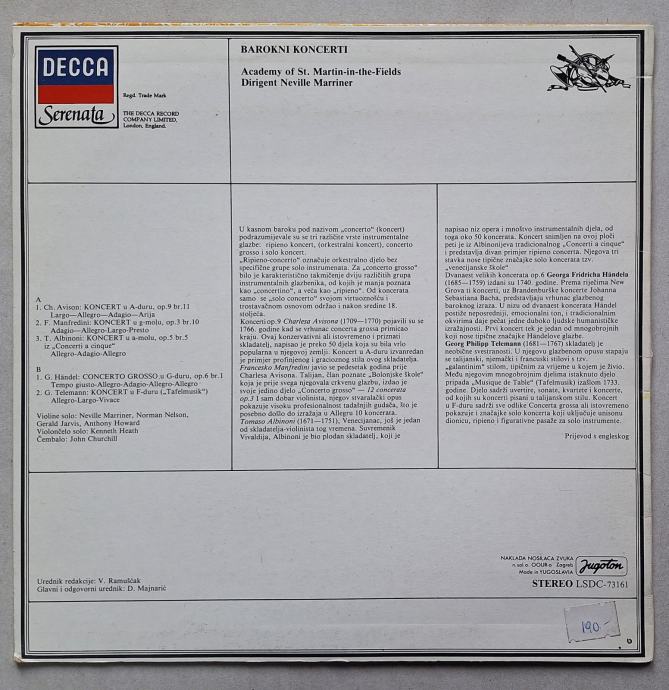 DECCA
Serenata
Regd. Trade Mark
THE DECCA RECORD
COMPANY LIMITED,
London, England.
BAROKNI KONCERTI
Academy of St. Martin-in-the-Fields
Dirigent Neville Marriner
A
1. Ch. Avison: KONCERT u A-duru, op.9 br.11
Largo—Allegro—Adagio—Arija
2. F. Manfredini: KONCERT u g-molu, op.3 br.10
Adagio—Allegro-Largo-Presto
3. T. Albinoni: KONCERT u a-molu, op.5 br.5
iz „Concerti a cinque"
Allegro-Adagio-Allegro
B
1. G. Händel: CONCERTO GROSSO u G-duru, op.6 br.1
Tempo giusto-Allegro-Adagio-Allegro-Allegro
2. G. Telemann: KONCERT u F-duru („Tafelmusik")
Allegro-Largo-Vivace
Violine solo: Neville Marriner, Norman Nelson,
Gerald Jarvis, Anthony Howard
Violončelo solo: Kenneth Heath
Čembalo: John Churchill
U kasnom baroku pod nazivom „concerto" (koncert)
podrazumijevale su se tri različite vrste instrumentalne
glazbe: ripieno koncert, (orkestralni koncert), concerto
grosso i solo koncert.
„Ripieno-concerto" označuje orkestralno djelo bez
specifične grupe solo instrumenata. Za „concerto grosso"
bilo je karakteristično takmičenje dviju različitih grupa
instrumentalnih glazbenika, od kojih je manja poznata
kao „concertino", a veća kao „ripieno". Od koncerata
samo se „solo concerto" svojom virtuoznošću i
trostavačnom osnovom održao i nakon sredine 18.
stoljeća.
Koncerti op.9 Charlesa Avisona (1709—1770) pojavili su se
1766. godine kad se vrhunac concerta grossa primicao
kraju. Ovaj konzervativni ali istovremeno i priznati
skladatelj, napisao je preko 50 djela koja su bila vrlo
popularna u njegovoj zemlji. Koncert u A-duru izvanredan
je primjer profinjenog i gracioznog stila ovog skladatelja.
Francesko Manfredini javio se pedesetak godina prije
Charlesa Avisona. Talijan, član poznate „Bolonjske škole"
koja je prije svega njegovala crkvenu glazbu, izdao je
svoje jedino djelo „Concerto grosso" — 12 concerata
op.3 I sam dobar violinista, njegov stvaralački opus
pokazuje visoku profesionalnost tadašnjih gudača, što je
posebno došlo do izražaja u Allegru 10 koncerata.
Tomaso Albinoni (1671—1751), Venecijanac, još je jedan
od skladatelja-violinista tog vremena. Suvremenik
Vivaldija, Albinoni je bio plodan skladatelj, koji je
napisao niz opera i mnoštvo instrumentalnih djela, od
toga oko 50 koncerata. Koncert snimljen na ovoj ploči
peti je iz Albinonijeva tradicionalnog „Concerti a cinque"
i predstavlja divan primjer ripieno concerta. Njegova tri
stavka nose tipične značajke solo koncerata tzv.
„venecijanske škole"
Dvanaest velikih koncerata op.6 Georga Fridricha Händela
(1685—1759) izdani su 1740. godine. Prema riječima New
Grova ti koncerti, uz Brandenburške koncerte Johanna
Sebastiana Bacha, predstavljaju vrhunac glazbenog
baroknog izraza. U nizu od dvanaest koncerata Händel
postiže neposredniji, emocionalni ton, i tradicionalnim
okvirima daje pečat jedne duboko ljudske humanističke
izražajnosti. Prvi koncert tek je jedan od mnogobrojnih
koji nose tipične značajke Händelove glazbe.
Georg Philipp Telemann (1681—1767) skladatelj je
neobične svestranosti. U njegovu glazbenom opusu stapaju
se talijanski, njemački i francuski stilovi s tzv.
„galantinim" stilom, tipičnim za vrijeme u kojem je živio.
Među njegovim mnogobrojnim djelima istaknuto djelo
pripada „Musique de Table" (Tafelmusik) izašlom 1733.
godine. Djelo sadrži uvertire, sonate, kvartete i koncerte,
od kojih su koncerti pisani u talijanskom stilu. Koncert
u F-duru sadrži sve odlike Concerta grossa ali istovremeno
pokazuje i značajke solo koncerta koji uključuje unisonu
dionicu, ripieno i figurativne pasaže za solo instrumente.
Prijevod s engleskog
Urednik redakcije: V. Ramušćak
Glavni i odgovorni urednik: D. Majnarić
NAKLADA NOSILACA ZVUKA
n.sol.o. OOUR-a Zagreb
Made in YUGOSLAVIA
Jugoton
STEREO LSDC-73161
190.-